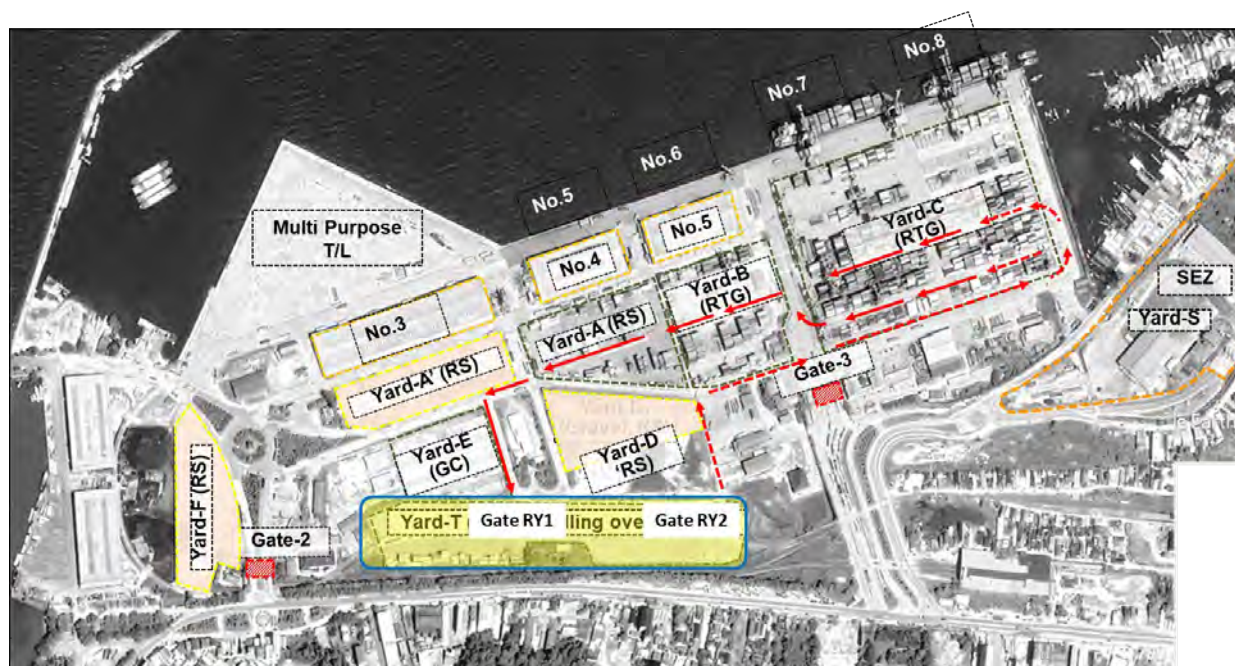 No.8
No.7
No.6
No.5
Multi Purpose
T/L
No.5
No.4
No.3
Yard-C
(RTG)
Yard-B
(RTG)
Yard-A (RS)
Yard-A' (RS)
SEZ
Yard-S
Gate-3
Yard-D
RS)
Yard-E
(GC)
Yard-F (RS)
Gate-2
Yard-T
lling over
Gate RY1
Gate RY2